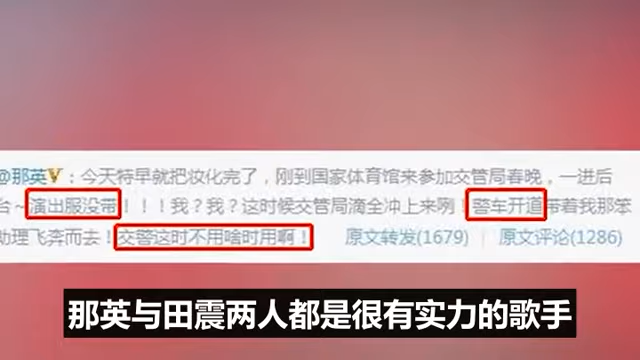 @那英V：今天特早就把妆化完了，刚到国家体育馆来参加交管局春晚，一进后
台~演出服没带！！！我？我？这时候交管局滴全冲上来咧！警车开道带着我那笨
助理飞奔而去！交警这时不用啥时用啊！ 原文转发(1679) | 原文评论(1286)
那英与田震两人都是很有实力的歌手